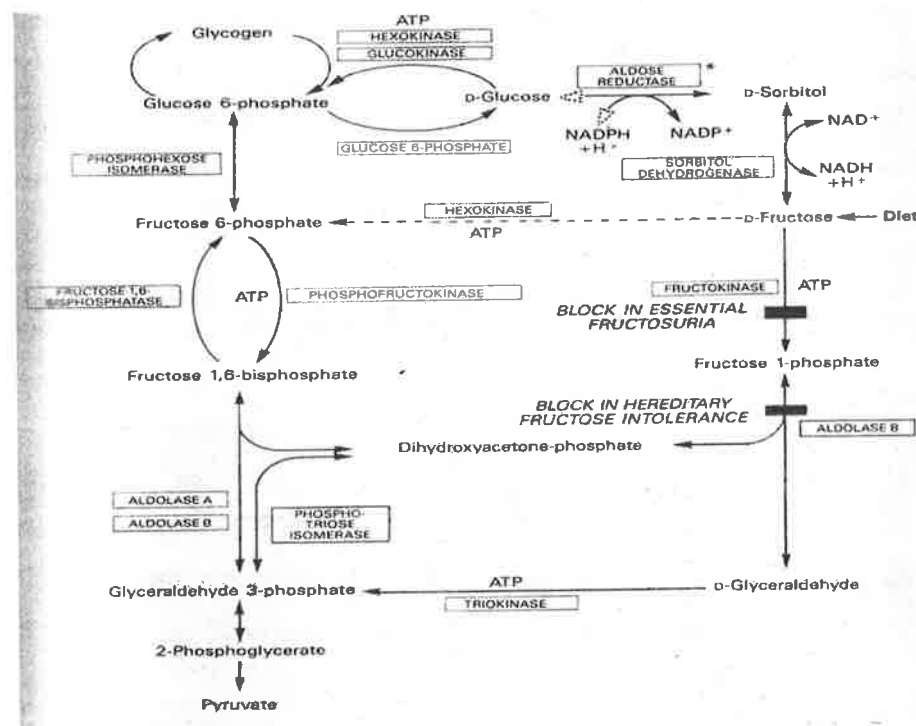 ATP
Glycogen
HEXOKINASE
GLUCOKINASE
ALDOSE
REDUCTASE
*
Glucose 6-phosphate
D-Glucose
D-Sorbitol
NADPH
+H+
NADP+
NAD+
GLUCOSE 6-PHOSPHATE
PHOSPHOHEXOSE
ISOMERASE
SORBITOL
DEHYDROGENASE
NADH
+H+
HEXOKINASE
Fructose 6-phosphate
ATP
D-Fructose
Diet
FRUCTOSE 1,6-
BISPHOSPHATASE
ATP
PHOSPHOFRUCTOKINASE
FRUCTOKINASE
ATP
BLOCK IN ESSENTIAL
FRUCTOSURIA
Fructose 1,6-bisphosphate
Fructose 1-phosphate
BLOCK IN HEREDITARY
FRUCTOSE INTOLERANCE
ALDOLASE B
Dihydroxyacetone-phosphate
ALDOLASE A
ALDOLASE B
PHOSPHO-
TRIOSE
ISOMERASE
Glyceraldehyde 3-phosphate
ATP
TRIOKINASE
D-Glyceraldehyde
2-Phosphoglycerate
Pyruvate